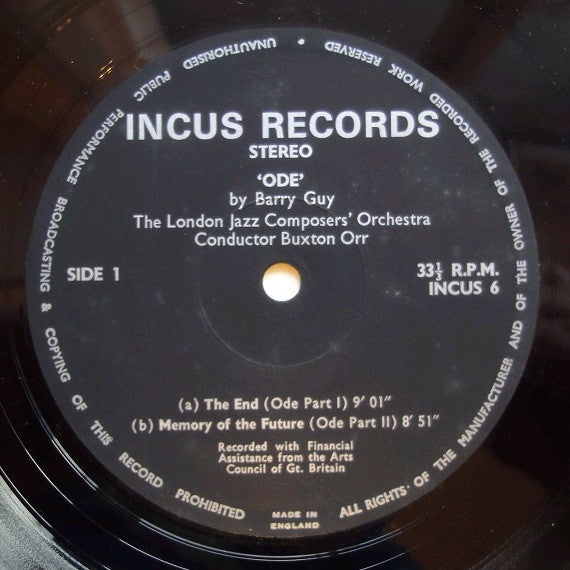 INCUS RECORDS
STEREO
'ODE'
by Barry Guy
The London Jazz Composers' Orchestra
Conductor Buxton Orr
SIDE 1
33⅓ R.P.M.
INCUS 6
(a) The End (Ode Part I) 9' 01"
(b) Memory of the Future (Ode Part II) 8' 51"
Recorded with Financial
Assistance from the Arts
Council of Gt. Britain
MADE IN
ENGLAND
ALL RIGHTS· OF THE MANUFACTURER AND OF THE OWNER OF THE RECORDED WORK RESERVED • UNAUTHORISED PUBLIC PERFORMANCE BROADCASTING & COPYING OF THIS RECORD PROHIBITED